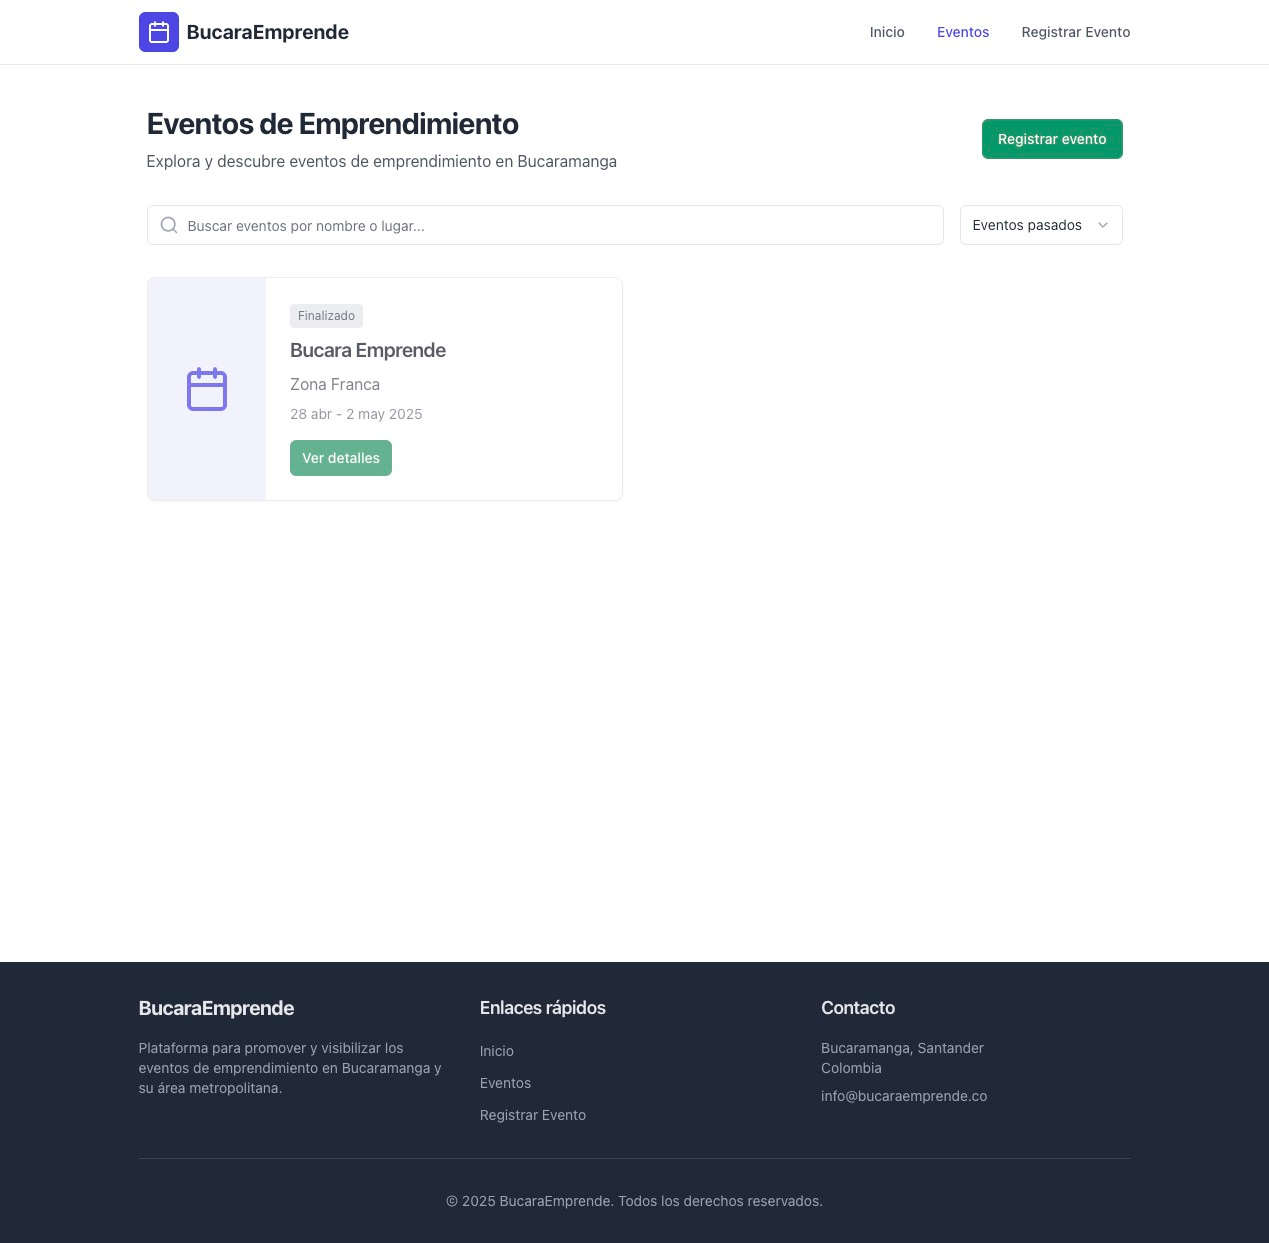 BucaraEmprende
Inicio
Eventos
Registrar Evento
Eventos de Emprendimiento
Explora y descubre eventos de emprendimiento en Bucaramanga
Registrar evento
Buscar eventos por nombre o lugar...
Eventos pasados
Finalizado
Bucara Emprende
Zona Franca
28 abr - 2 may 2025
Ver detalles
BucaraEmprende
Plataforma para promover y visibilizar los
eventos de emprendimiento en Bucaramanga y
su área metropolitana.
Enlaces rápidos
Inicio
Eventos
Registrar Evento
Contacto
Bucaramanga, Santander
Colombia
info@bucaraemprende.co
© 2025 BucaraEmprende. Todos los derechos reservados.